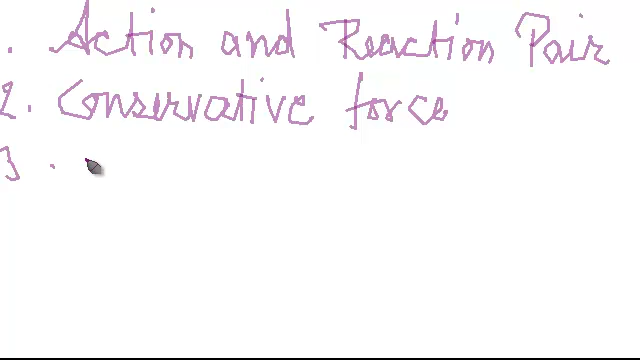 . Action and Reaction Pair
2. Conservative force
3.